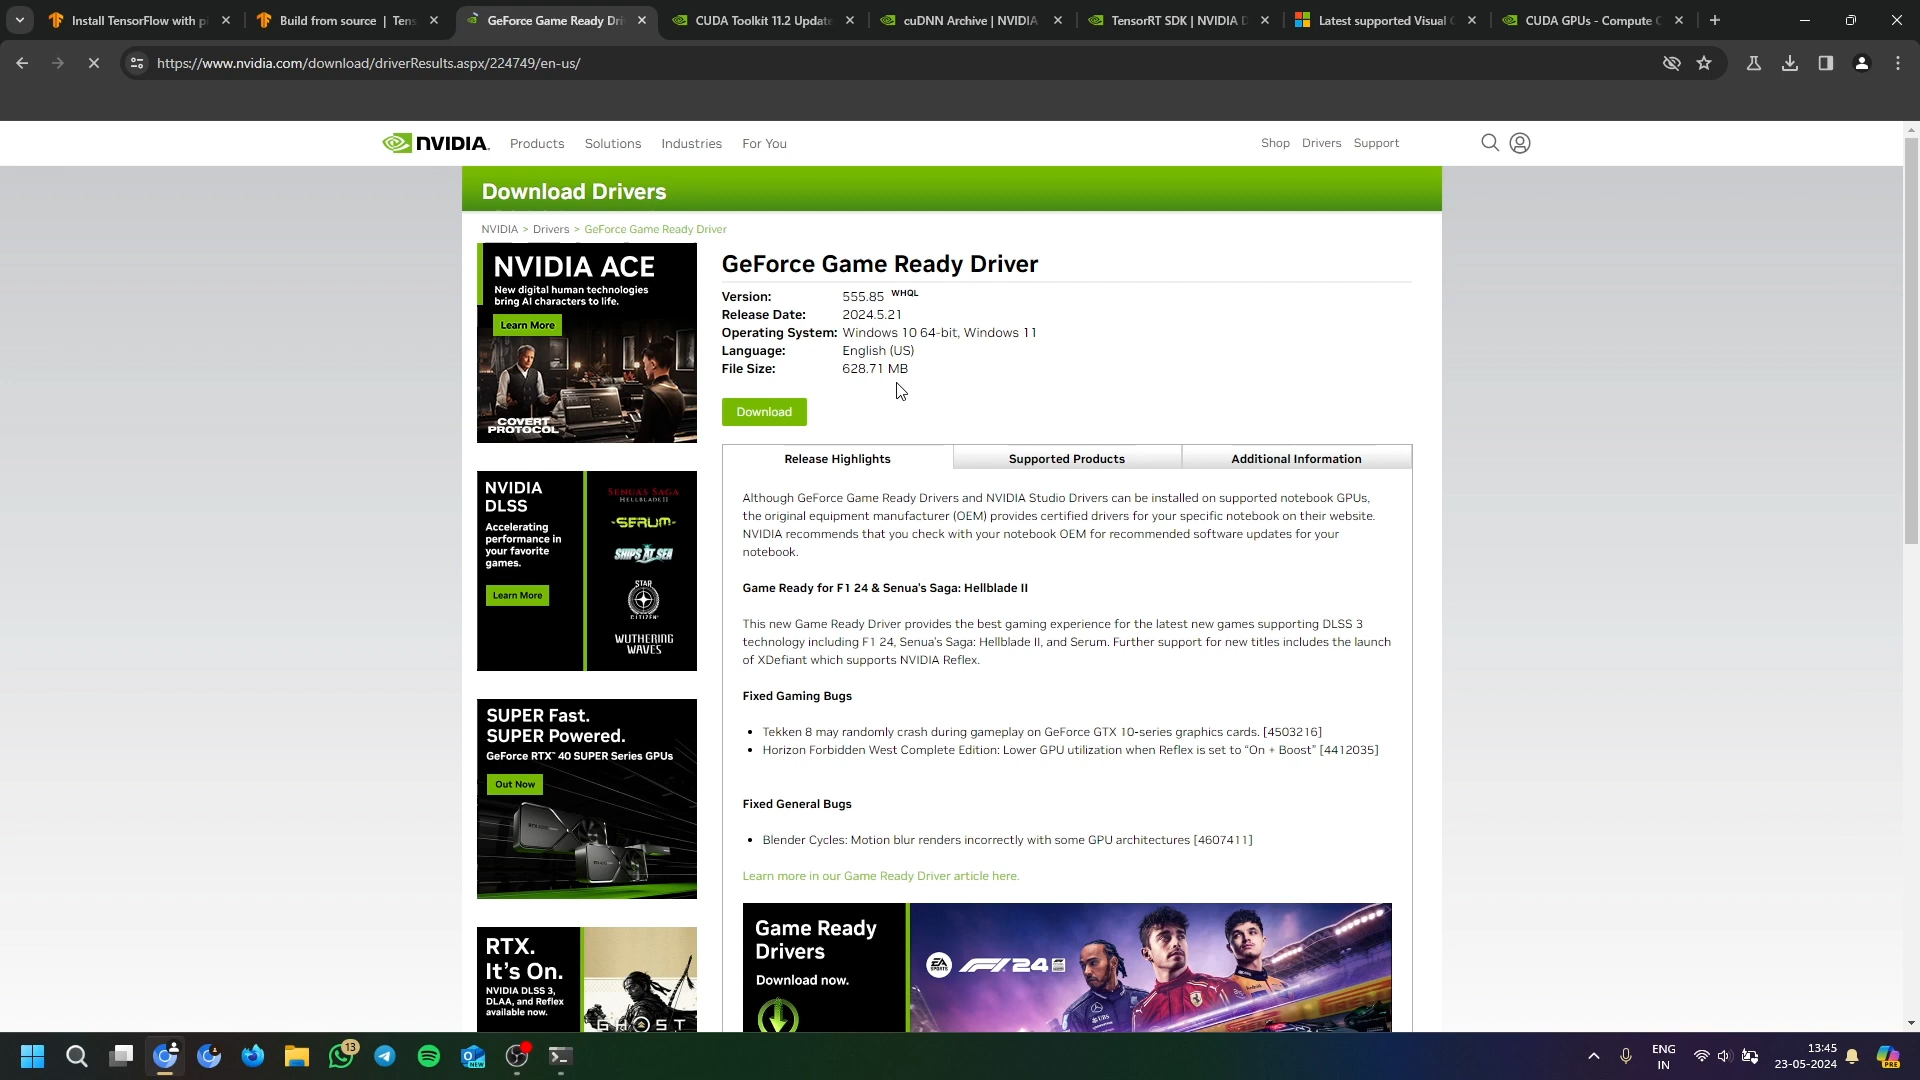 Install TensorFlow with pi
Build from source | Tens
GeForce Game Ready Dri
CUDA Toolkit 11.2 Update
cuDNN Archive | NVIDIA
TensorRT SDK | NVIDIA D
Latest supported Visual C
CUDA GPUs - Compute C
https://www.nvidia.com/download/driverResults.aspx/224749/en-us/
NVIDIA.
Products
Solutions
Industries
For You
Shop
Drivers
Support
Download Drivers
NVIDIA > Drivers > GeForce Game Ready Driver
NVIDIA ACE
New digital human technologies
bring AI characters to life.
Learn More
COVERT
PROTOCOL
NVIDIA
DLSS
Accelerating
performance in
your favorite
games.
Learn More
SENUA'S SAGA
HELLBLADE II
SERUM
SHIPS AT SEA
STAR
CITIZEN
WUTHERING
WAVES
SUPER Fast.
SUPER Powered.
GeForce RTX™ 40 SUPER Series GPUs
Out Now
RTX.
It's On.
NVIDIA DLSS 3,
DLAA, and Reflex
available now.
GHOST
GeForce Game Ready Driver
Version: 555.85 WHQL
Release Date: 2024.5.21
Operating System: Windows 10 64-bit, Windows 11
Language: English (US)
File Size: 628.71 MB
Download
Release Highlights
Supported Products
Additional Information
Although GeForce Game Ready Drivers and NVIDIA Studio Drivers can be installed on supported notebook GPUs,
the original equipment manufacturer (OEM) provides certified drivers for your specific notebook on their website.
NVIDIA recommends that you check with your notebook OEM for recommended software updates for your
notebook.
Game Ready for F1 24 & Senua's Saga: Hellblade II
This new Game Ready Driver provides the best gaming experience for the latest new games supporting DLSS 3
technology including F1 24, Senua's Saga: Hellblade II, and Serum. Further support for new titles includes the launch
of XDefiant which supports NVIDIA Reflex.
Fixed Gaming Bugs
• Tekken 8 may randomly crash during gameplay on GeForce GTX 10-series graphics cards. [4503216]
• Horizon Forbidden West Complete Edition: Lower GPU utilization when Reflex is set to "On + Boost" [4412035]
Fixed General Bugs
• Blender Cycles: Motion blur renders incorrectly with some GPU architectures [4607411]
Learn more in our Game Ready Driver article here.
Game Ready
Drivers
Download now.
EA
SPORTS
F1 24
13
NEW
ENG
IN
13:45
23-05-2024
PRE